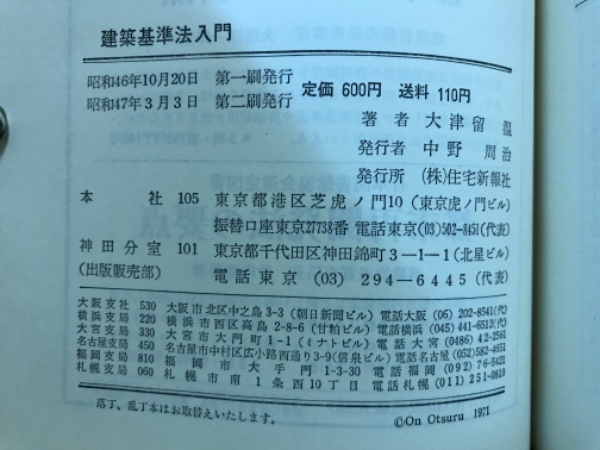 建築基準法入門
昭和46年10月20日 第一刷発行
昭和47年3月3日 第二刷発行
定価 600円 送料 110円
著者 大津留 温
発行者 中野 周治
発行所 (株)住宅新報社
本社 105 東京都港区芝虎ノ門10 (東京虎ノ門ビル)
振替口座東京27738番 電話東京(03)502-8451(代表)
神田分室 101 東京都千代田区神田錦町3-1-1 (北星ビル)
(出版販売部) 電話東京 (03) 294-6445 (代表)
大阪支社 530 大阪市北区中之島3-3 (朝日新聞ビル) 電話大阪 (06) 202-8541(代)
横浜支局 220 横浜市西区高島2-8-6 (甘粕ビル) 電話横浜 (045) 441-6512(代)
大宮支局 330 大宮市大門町1-1 (ミナトビル) 電話大宮 (0486) 42-2561
名古屋支局 450 名古屋市中村区広小路西通り3-9(信泉ビル)電話名古屋 (052)582-4651
福岡支局 810 福岡市大手門1-3-30 電話福岡 (092) 76-5421
札幌支局 060 札幌市南1条西10丁目 電話札幌 (011) 251-0810
落丁、乱丁本はお取替えいたします。
©On Otsuru 1971